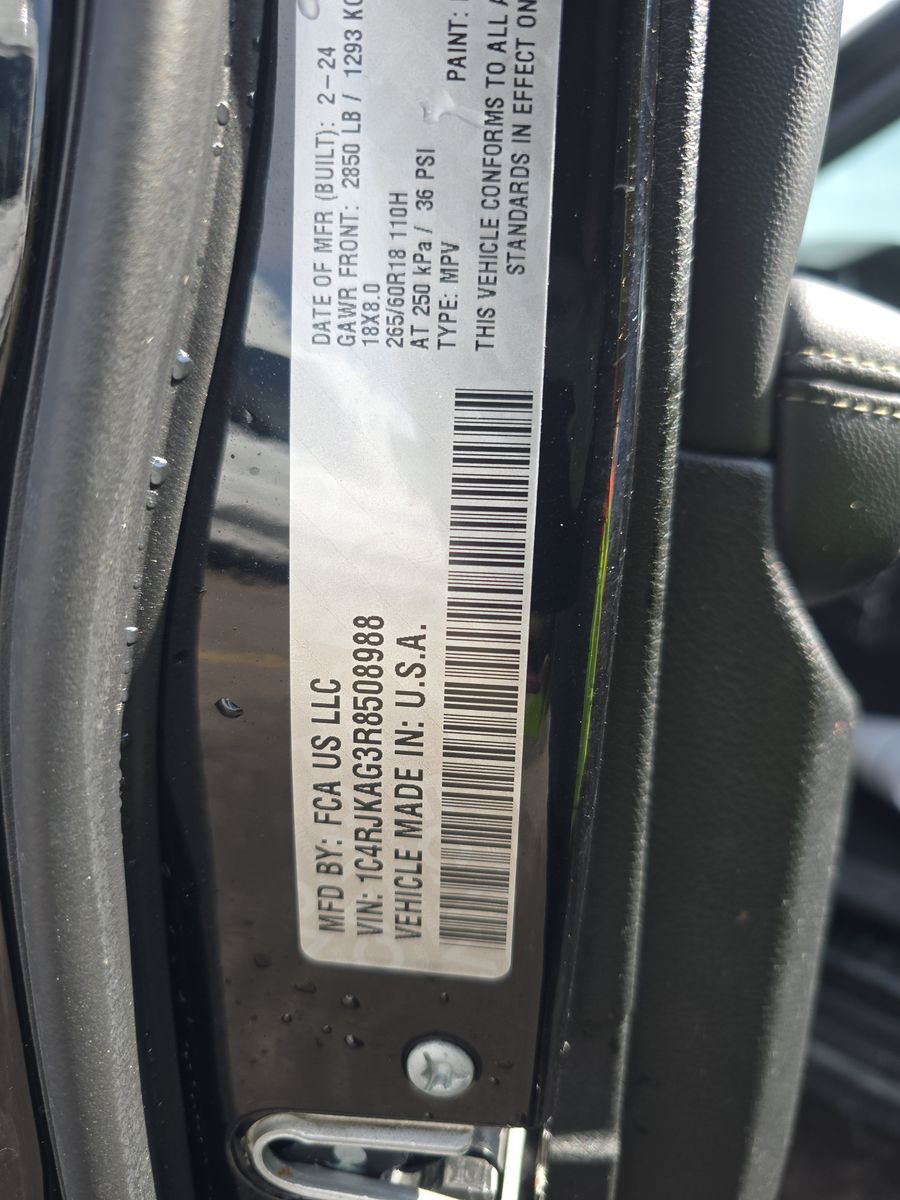 MFD BY: FCA US LLC
VIN: 1C4RJKAG3R8508988
VEHICLE MADE IN: U.S.A.
DATE OF MFR (BUILT): 2-24
GAWR FRONT: 2850 LB / 1293 KG
18X8.0
265/60R18 110H
AT 250 kPa / 36 PSI
TYPE: MPV PAINT:
THIS VEHICLE CONFORMS TO ALL
STANDARDS IN EFFECT ON